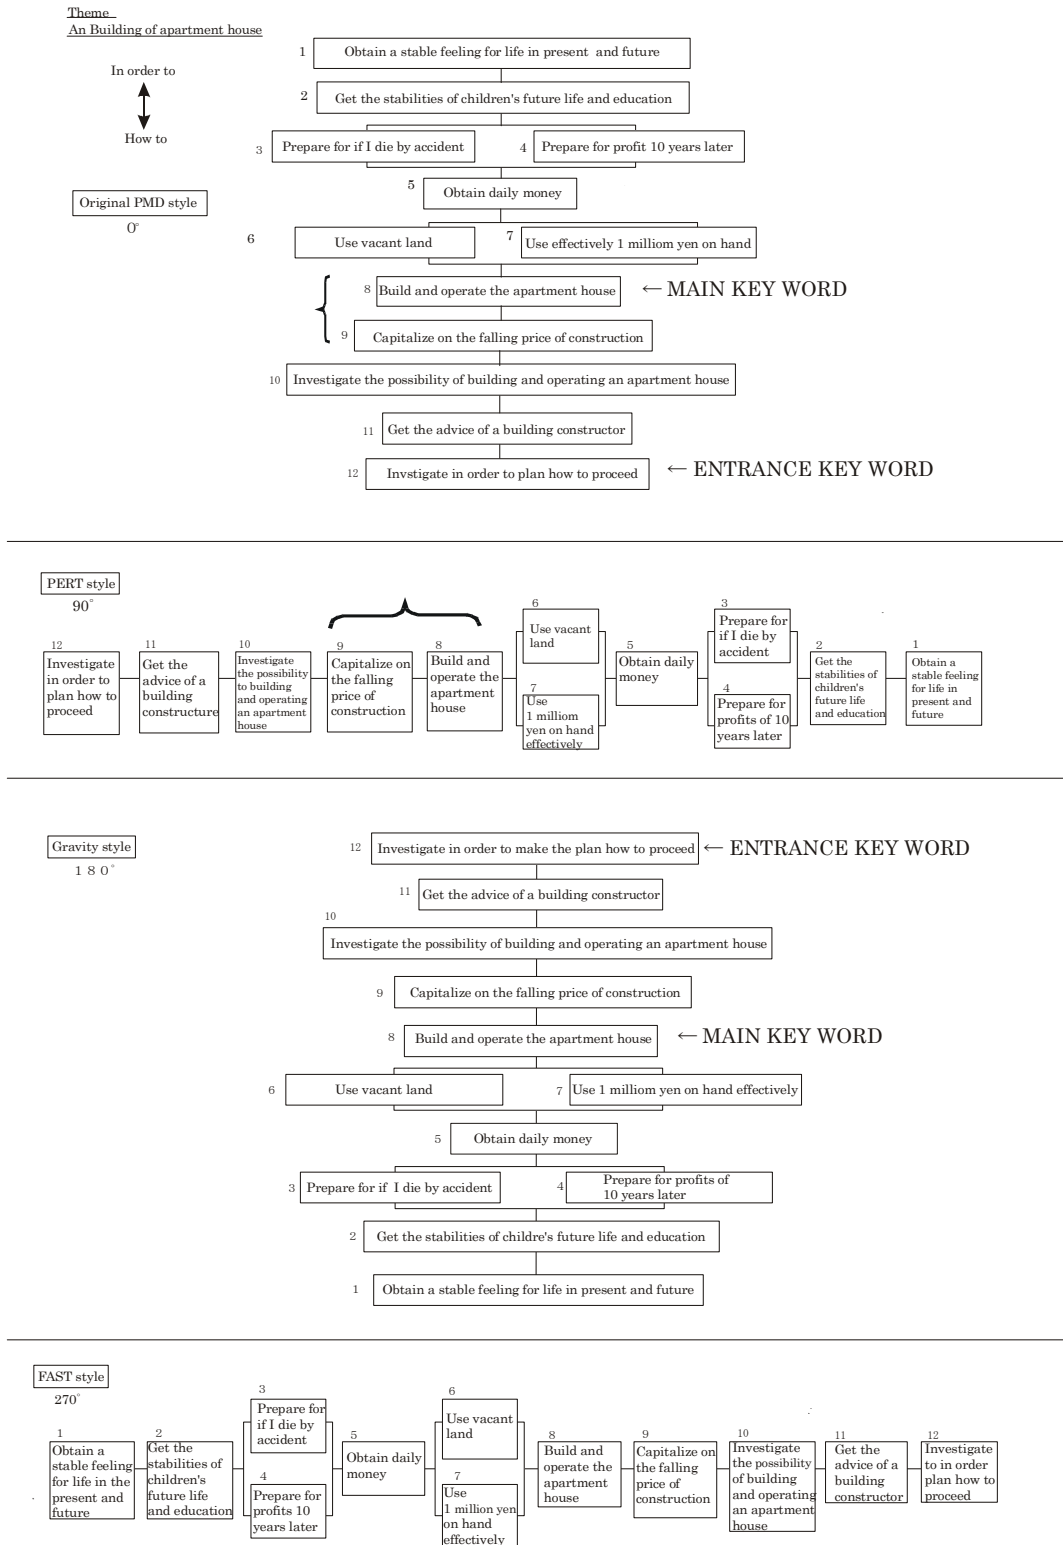 Theme
An Building of apartment house
In order to
How to
Original PMD style
0°
1
Obtain a stable feeling for life in present and future
2
Get the stabilities of children's future life and education
3
Prepare for if I die by accident
4
Prepare for profit 10 years later
5
Obtain daily money
6
Use vacant land
7
Use effectively 1 milliom yen on hand
8
Build and operate the apartment house
← MAIN KEY WORD
9
Capitalize on the falling price of construction
10
Investigate the possibility of building and operating an apartment house
11
Get the advice of a building constructor
12
Invstigate in order to plan how to proceed
← ENTRANCE KEY WORD
PERT style
90°
12
Investigate
in order to
plan how to
proceed
11
Get the
advice of a
building
constructure
10
Investigate
the possibility
to building
and operating
an apartment
house
9
Capitalize on
the falling
price of
construction
8
Build and
operate the
apartment
house
6
Use vacant
land
7
Use
1 milliom
yen on hand
effectively
5
Obtain daily
money
3
Prepare for
if I die by
accident
4
Prepare for
profits of 10
years later
2
Get the
stabilities of
children's
future life
and education
1
Obtain a
stable feeling
for life in
present and
future
Gravity style
180°
12
Investigate in order to make the plan how to proceed
← ENTRANCE KEY WORD
11
Get the advice of a building constructor
10
Investigate the possibility of building and operating an apartment house
9
Capitalize on the falling price of construction
8
Build and operate the apartment house
← MAIN KEY WORD
6
Use vacant land
7
Use 1 milliom yen on hand effectively
5
Obtain daily money
3
Prepare for if I die by accident
4
Prepare for profits of
10 years later
2
Get the stabilities of childre's future life and education
1
Obtain a stable feeling for life in present and future
FAST style
270°
1
Obtain a
stable feeling
for life in the
present and
future
2
Get the
stabilities of
children's
future life
and education
3
Prepare for
if I die by
accident
4
Prepare for
profits 10
years later
5
Obtain daily
money
6
Use vacant
land
7
Use
1 million yen
on hand
effectively
8
Build and
operate the
apartment
house
9
Capitalize on
the falling
price of
construction
10
Investigate
the possibility
of building
and operating
an apartment
house
11
Get the
advice of a
building
constructor
12
Investigate
to in order
plan how to
proceed